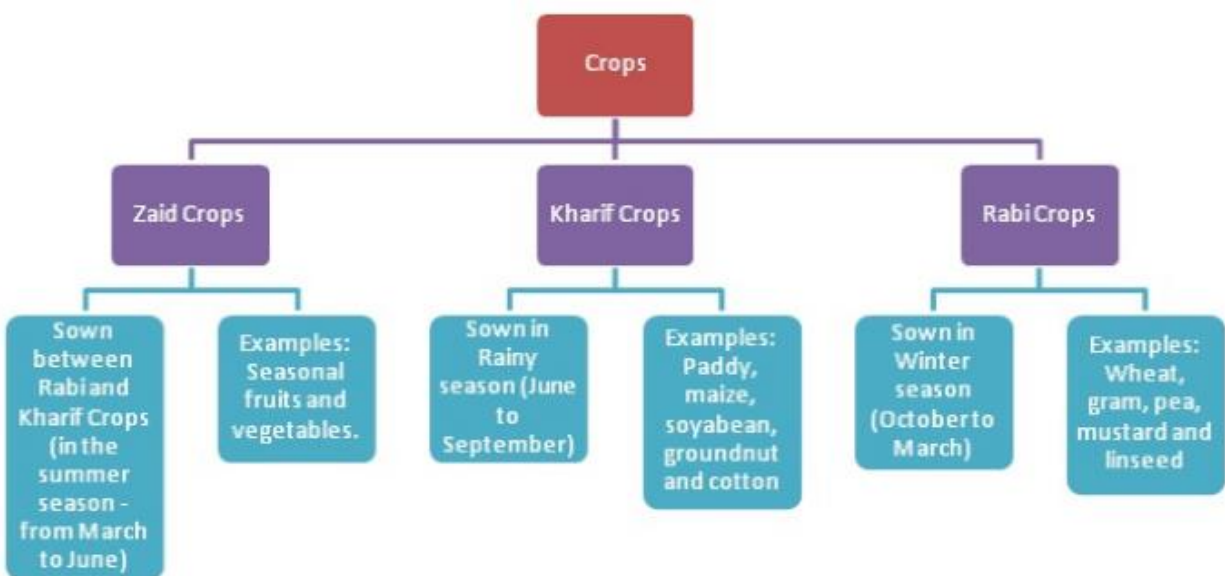 Crops
Zaid Crops
Kharif Crops
Rabi Crops
Sown
between
Rabi and
Kharif Crops
(in the
summer
season -
from March
to June)
Examples:
Seasonal
fruits and
vegetables.
Sown in
Rainy
season (June
to
September)
Examples:
Paddy,
maize,
soyabean,
groundnut
and cotton
Sown in
Winter
season
(October to
March)
Examples:
Wheat,
gram, pea,
mustard and
linseed